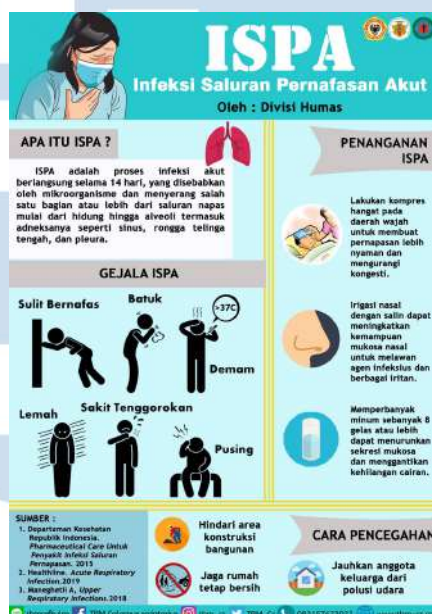 ISPA
Infeksi Saluran Pernafasan Akut
Oleh : Divisi Humas
APA ITU ISPA ?
ISPA adalah proses infeksi akut
berlangsung selama 14 hari, yang disebabkan
oleh mikroorganisme dan menyerang salah
satu bagian atau lebih dari saluran napas
mulai dari hidung hingga alveoli termasuk
adneksanya seperti sinus, rongga telinga
tengah, dan pleura.
GEJALA ISPA
Sulit Bernafas
Batuk
>37C
Demam
Lemah
Sakit Tenggorokan
Pusing
PENANGANAN
ISPA
Lakukan kompres
hangat pada
daerah wajah
untuk membuat
pernapasan lebih
nyaman dan
mengurangi
kongesti.
Irigasi nasal
dengan salin dapat
meningkatkan
kemampuan
mukosa nasal
untuk melawan
agen infeksius dan
berbagai iritan.
Memperbanyak
minum sebanyak 8
gelas atau lebih
dapat menurunkan
sekresi mukosa
dan menggantikan
kehilangan cairan.
SUMBER :
1. Departemen Kesehatan
Republik Indonesia.
Pharmaceutical Care Untuk
Penyakit Infeksi Saluran
Pernapasan. 2015
2. Healthline. Acute Respiratory
Infection.2019
3. Maneghetii A, Upper
Respiratory Infections.2018
Hindari area
konstruksi
bangunan
Jaga rumah
tetap bersih
CARA PENCEGAHAN
Jauhkan anggota
keluarga dari
polusi udara